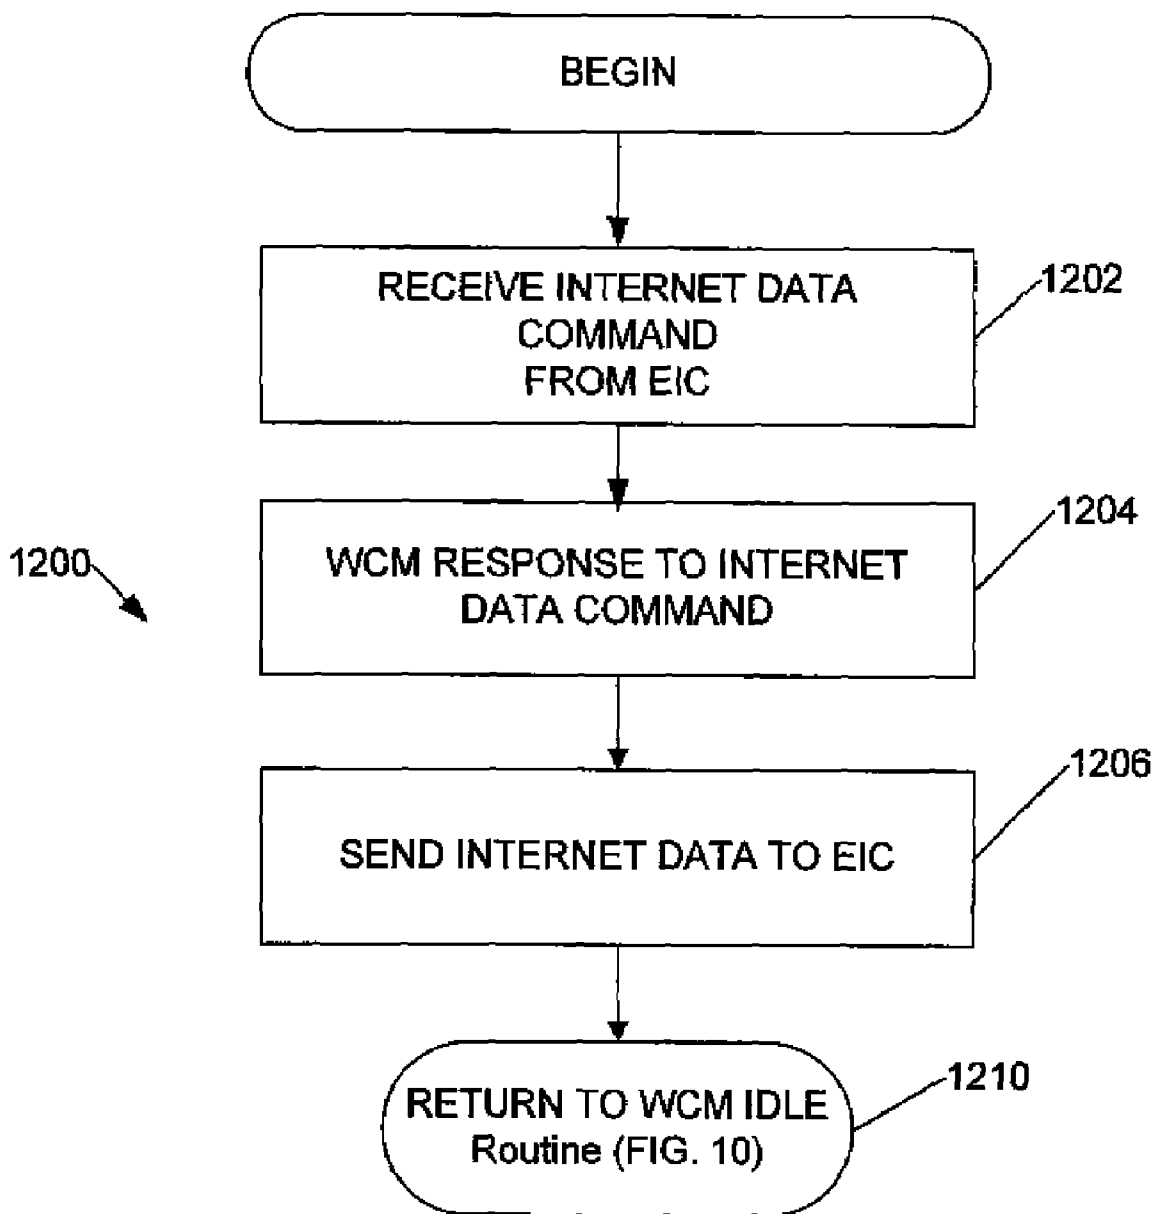 BEGIN
RECEIVE INTERNET DATA
COMMAND
FROM EIC
1202
WCM RESPONSE TO INTERNET
DATA COMMAND
1204
1200
SEND INTERNET DATA TO EIC
1206
RETURN TO WCM IDLE
Routine (FIG. 10)
1210